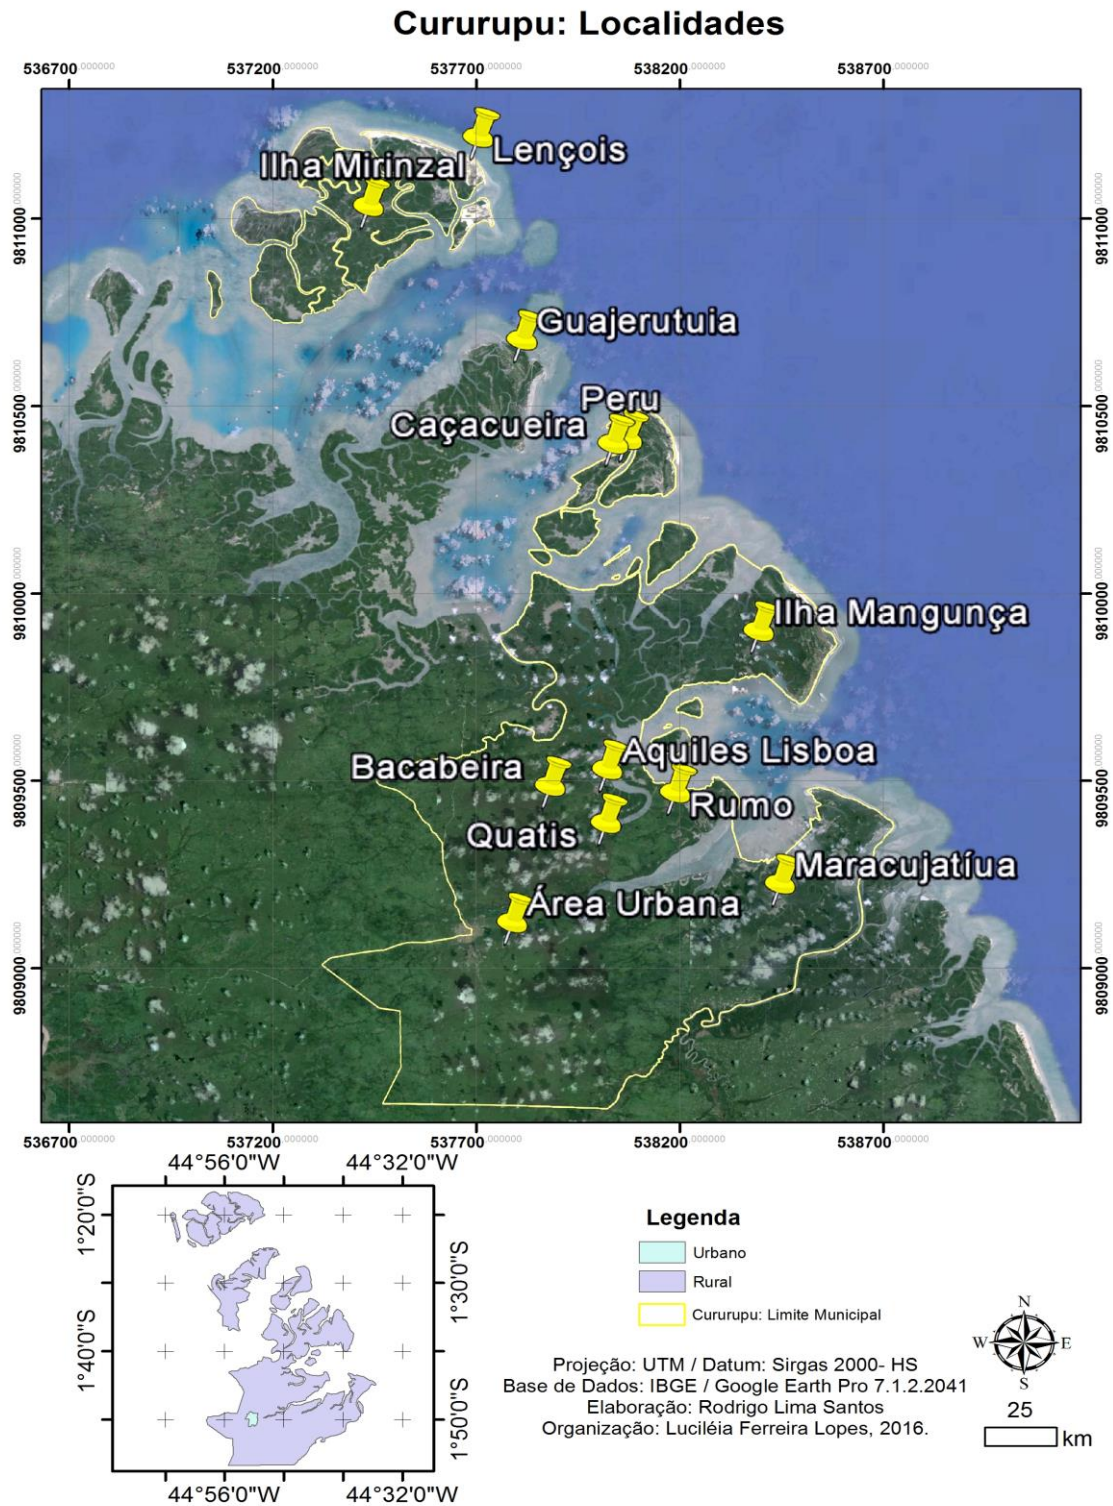 Cururupu: Localidades
536700,000000 537200,000000 537700,000000 538200,000000 538700,000000
Lençois
Ilha Mirinzal
9811000,000000 9811000,000000
Guajerutuia
Peru
9810500,000000 9810500,000000
Caçacueira
9810000,000000 9810000,000000
Ilha Mangunça
Aquiles Lisboa
Bacabeira
9809500,000000 9809500,000000
Rumo
Quatis
Maracujatíua
Área Urbana
9809000,000000 9809000,000000
536700,000000 537200,000000 537700,000000 538200,000000 538700,000000
44°56'0"W 44°32'0"W
1°20'0"S
1°30'0"S
1°40'0"S
1°50'0"S
44°56'0"W 44°32'0"W
Legenda
Urbano
Rural
Cururupu: Limite Municipal
N
W E
S
Projeção: UTM / Datum: Sirgas 2000- HS
Base de Dados: IBGE / Google Earth Pro 7.1.2.2041
Elaboração: Rodrigo Lima Santos
Organização: Luciléia Ferreira Lopes, 2016.
25
km